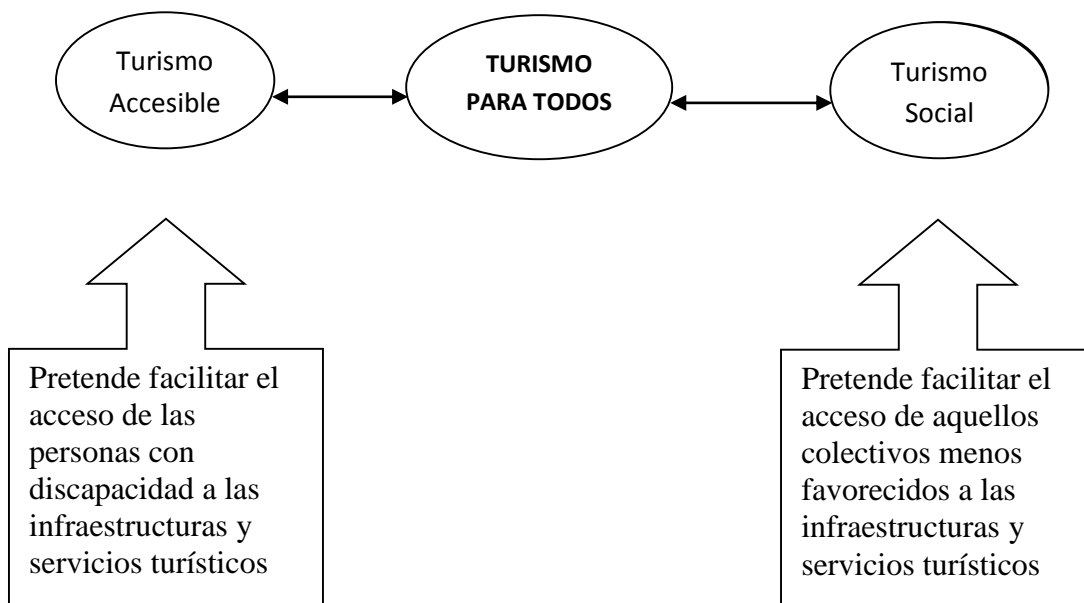 Turismo
Accesible
TURISMO
PARA TODOS
Turismo
Social
Pretende facilitar el
acceso de las
personas con
discapacidad a las
infraestructuras y
servicios turísticos
Pretende facilitar el
acceso de aquellos
colectivos menos
favorecidos a las
infraestructuras y
servicios turísticos